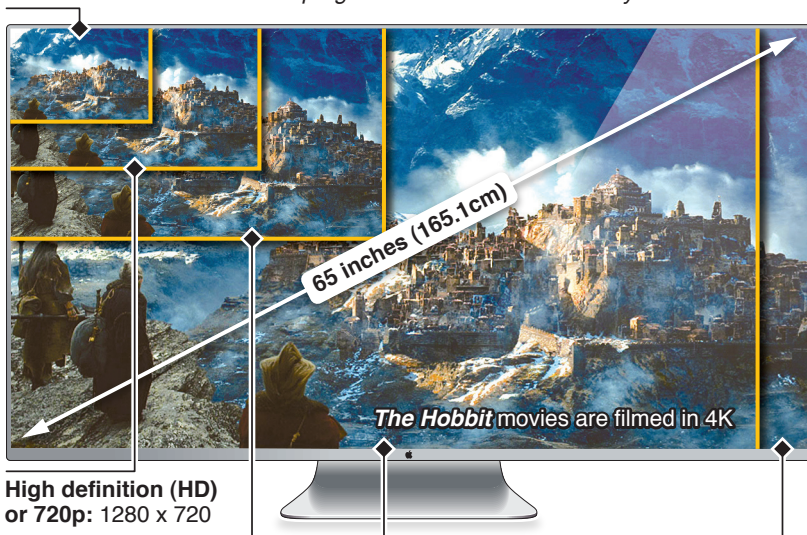 65 inches (165.1cm)
The Hobbit movies are filmed in 4K
High definition (HD)
or 720p: 1280 x 720